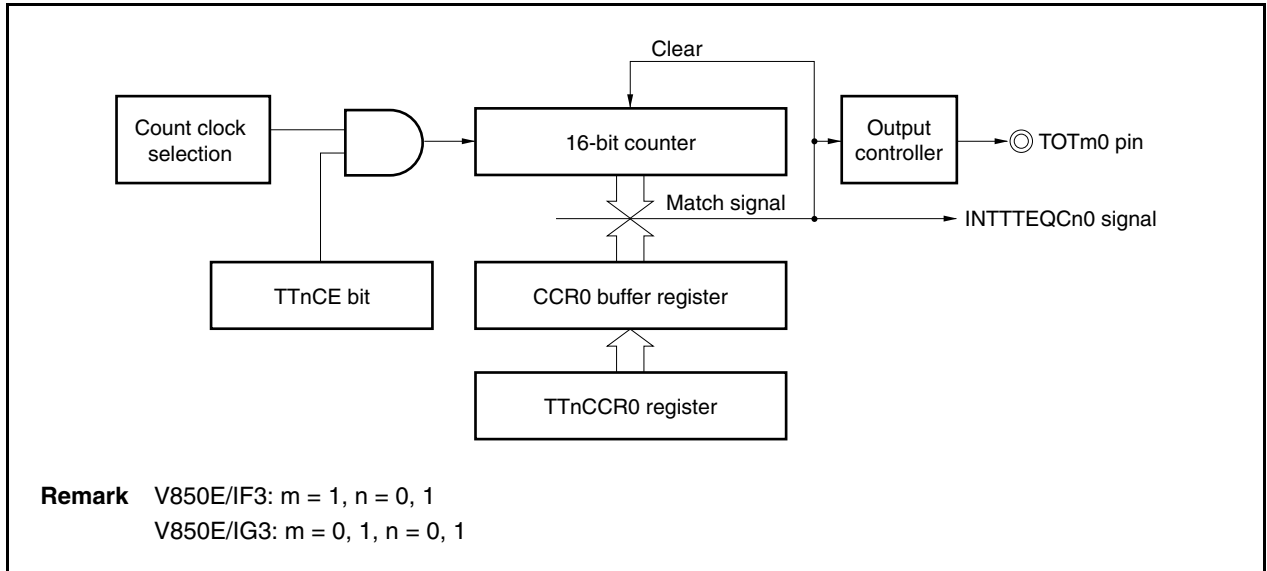 Clear
Count clock
selection
16-bit counter
Output
controller
TOTm0 pin
Match signal
INTTTEQCn0 signal
TTnCE bit
CCR0 buffer register
TTnCCR0 register
Remark V850E/IF3: m = 1, n = 0, 1
V850E/IG3: m = 0, 1, n = 0, 1